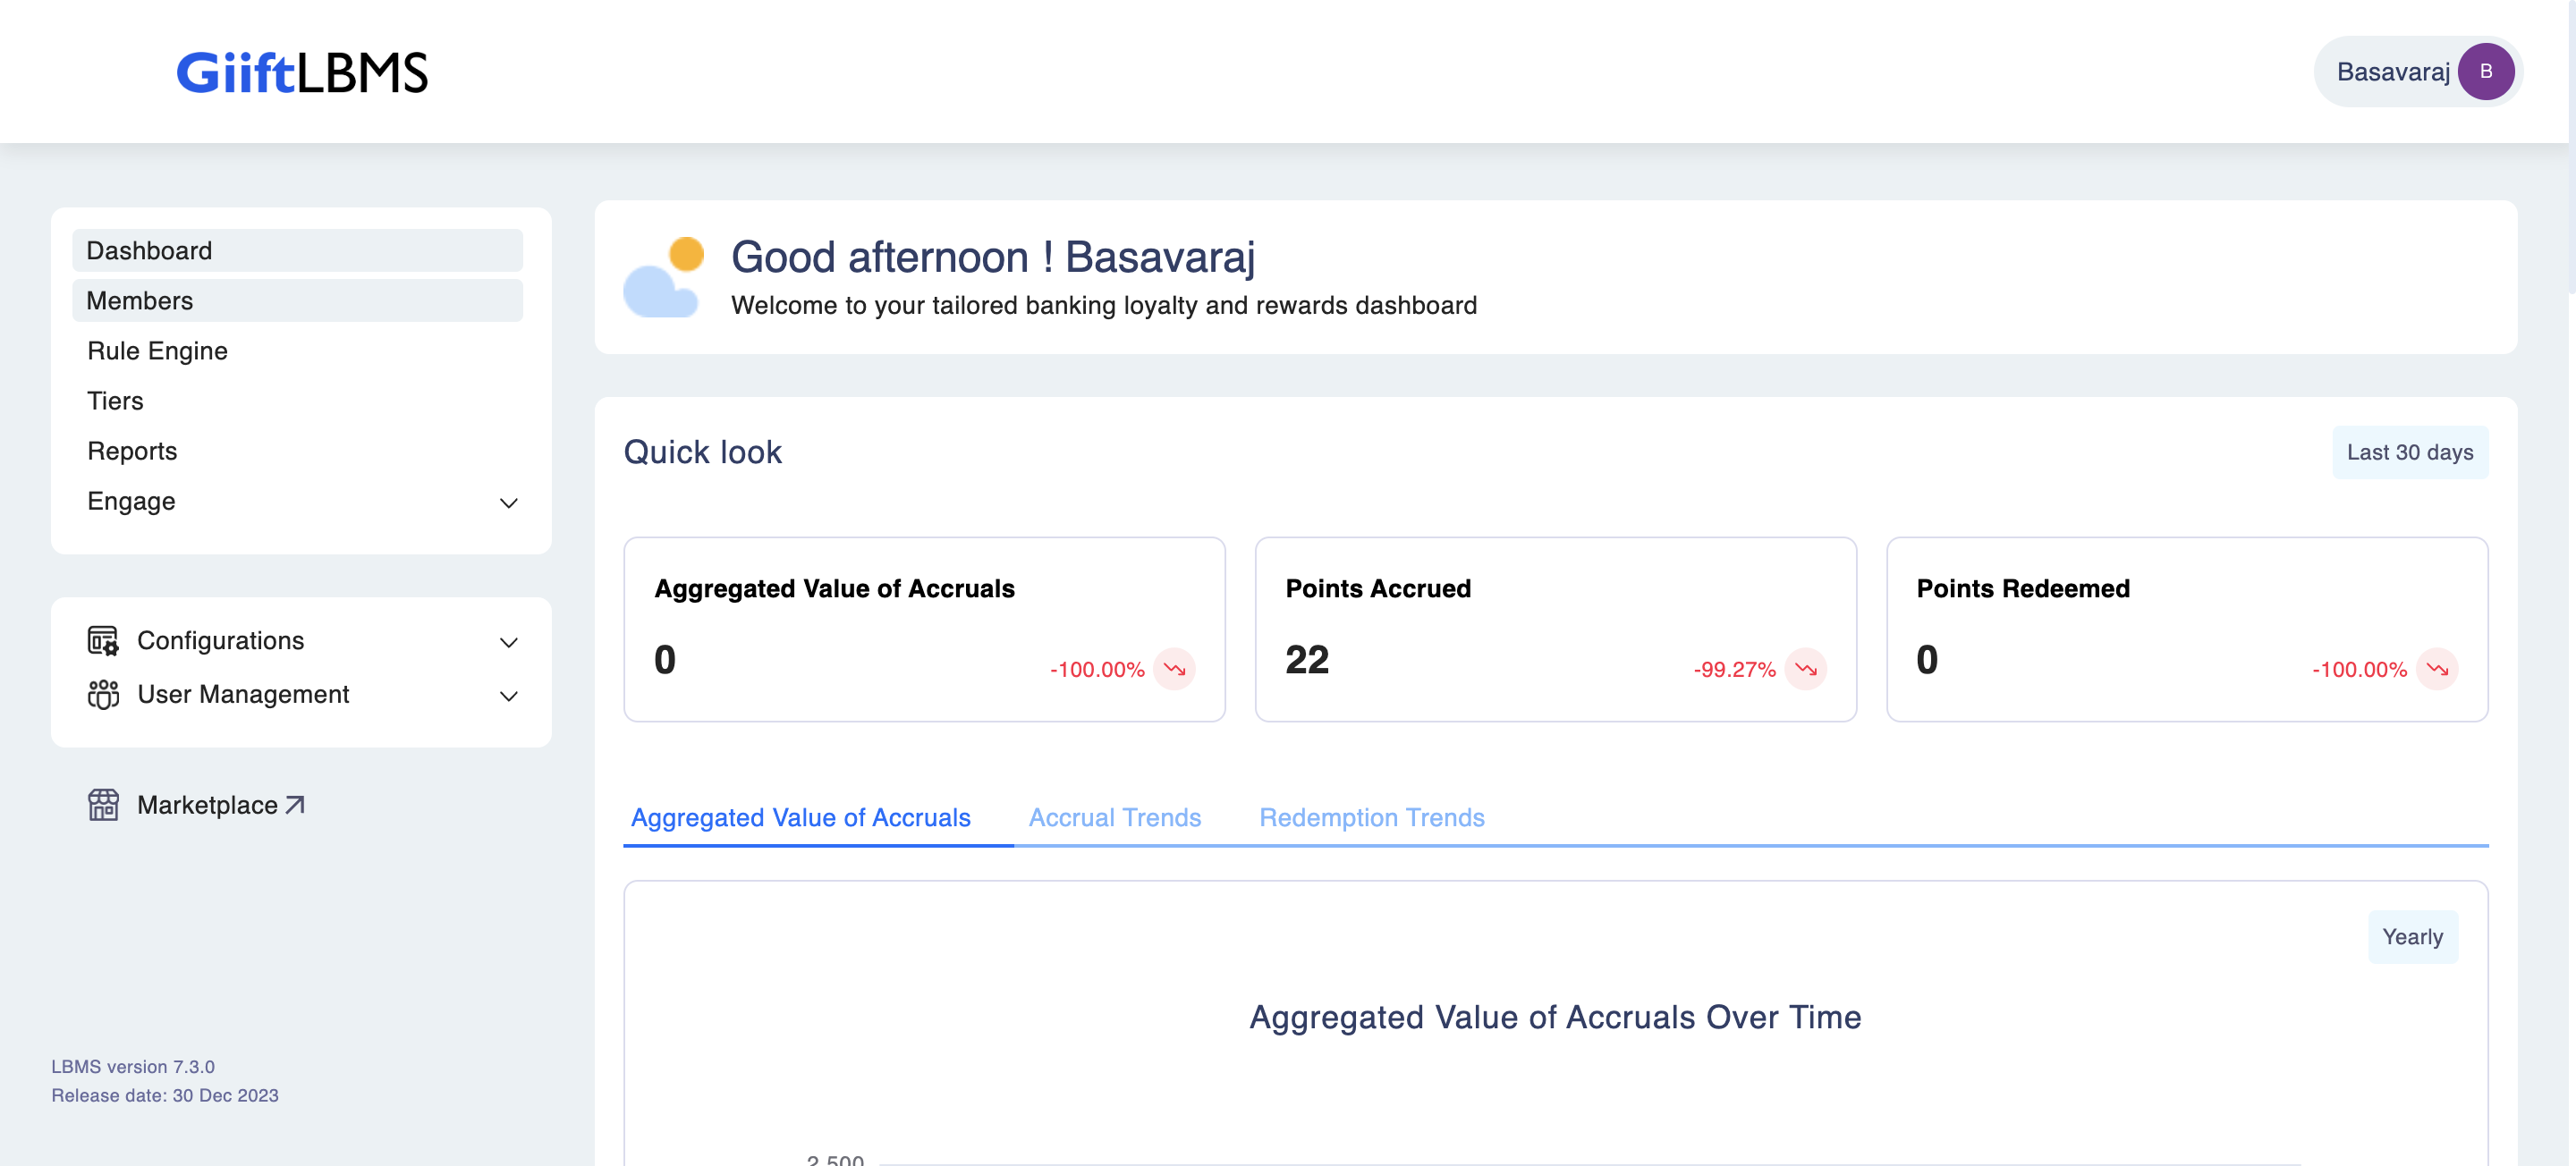 GiiftLBMS
Basavaraj B
Dashboard
Members
Rule Engine
Tiers
Reports
Engage
Configurations
User Management
Marketplace
LBMS version 7.3.0
Release date: 30 Dec 2023
Good afternoon ! Basavaraj
Welcome to your tailored banking loyalty and rewards dashboard
Quick look
Last 30 days
Aggregated Value of Accruals
0
-100.00%
Points Accrued
22
-99.27%
Points Redeemed
0
-100.00%
Aggregated Value of Accruals
Accrual Trends
Redemption Trends
Yearly
Aggregated Value of Accruals Over Time
2,500